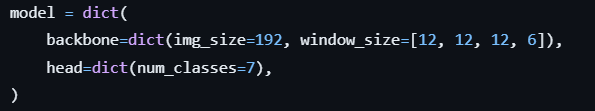 model = dict(
    backbone=dict(img_size=192, window_size=[12, 12, 12, 6]),
    head=dict(num_classes=7),
)